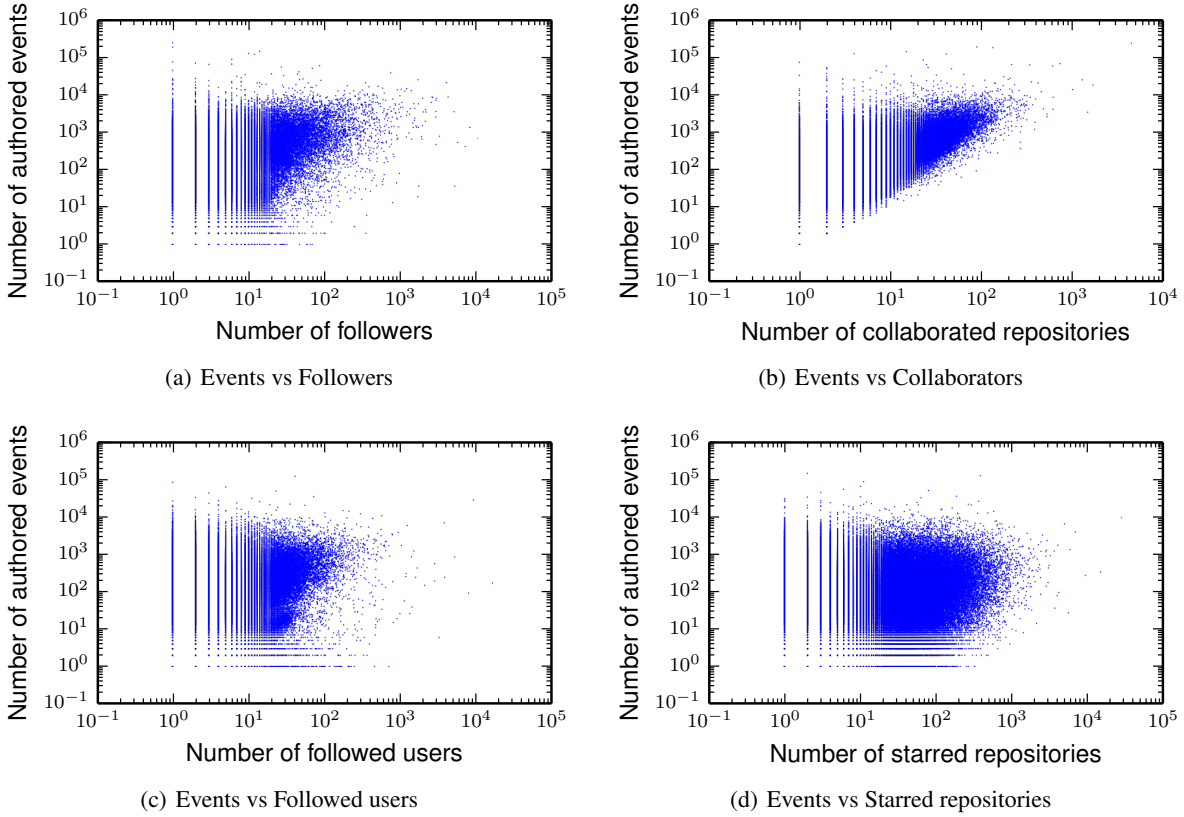 Number of authored events
10^6
10^5
10^4
10^3
10^2
10^1
10^0
10^-1
10^-1 10^0 10^1 10^2 10^3 10^4 10^5
Number of followers
(a) Events vs Followers
Number of authored events
10^6
10^5
10^4
10^3
10^2
10^1
10^0
10^-1
10^-1 10^0 10^1 10^2 10^3 10^4
Number of collaborated repositories
(b) Events vs Collaborators
Number of authored events
10^6
10^5
10^4
10^3
10^2
10^1
10^0
10^-1
10^-1 10^0 10^1 10^2 10^3 10^4 10^5
Number of followed users
(c) Events vs Followed users
Number of authored events
10^6
10^5
10^4
10^3
10^2
10^1
10^0
10^-1
10^-1 10^0 10^1 10^2 10^3 10^4 10^5
Number of starred repositories
(d) Events vs Starred repositories